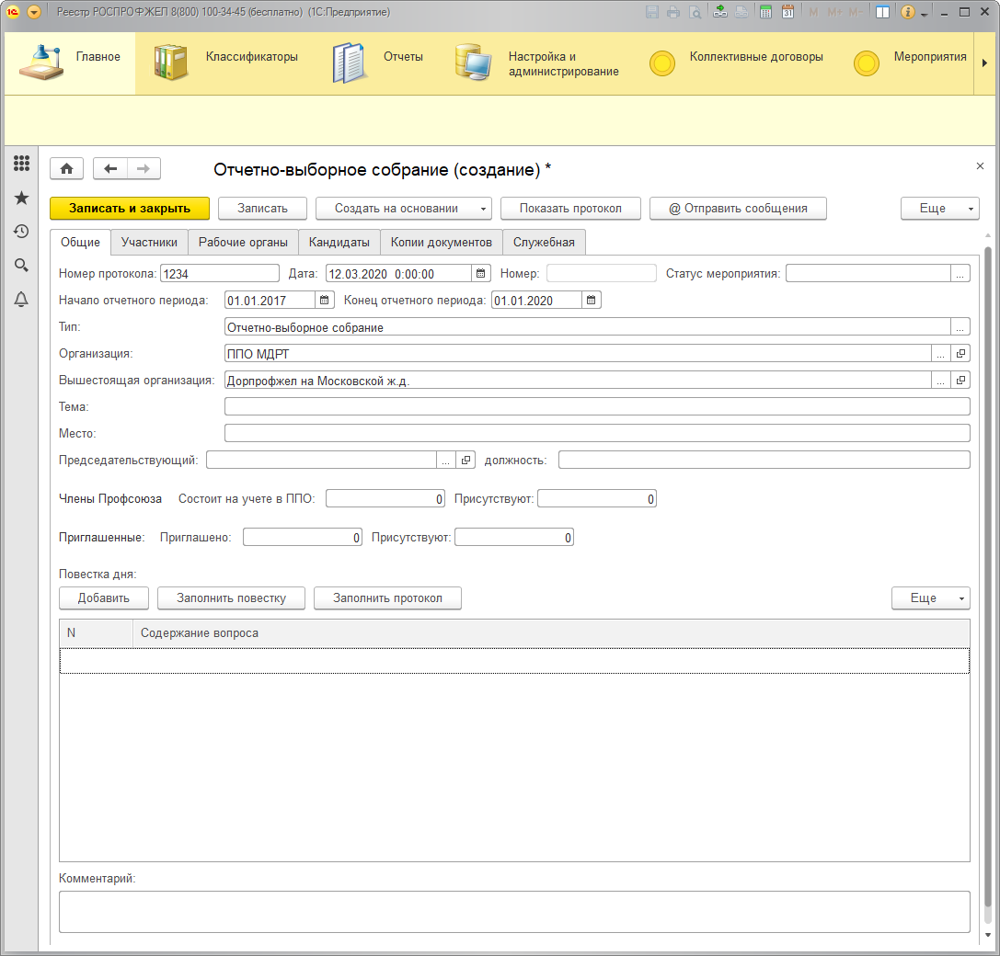 Реестр РОСПРОФЖЕЛ 8(800) 100-34-45 (бесплатно) (1С:Предприятие)
31 M M+ M-
Главное
Классификаторы
Отчеты
Настройка и
администрирование
Коллективные договоры
Мероприятия
Отчетно-выборное собрание (создание) *
Записать и закрыть
Записать
Создать на основании
Показать протокол
@ Отправить сообщения
Еще
Общие
Участники
Рабочие органы
Кандидаты
Копии документов
Служебная
Номер протокола: 1234 Дата: 12.03.2020 0:00:00 Номер: Статус мероприятия: ...
Начало отчетного периода: 01.01.2017 Конец отчетного периода: 01.01.2020
Тип: Отчетно-выборное собрание ...
Организация: ППО МДРТ ...
Вышестоящая организация: Дорпрофжел на Московской ж.д. ...
Тема:
Место:
Председательствующий: ... должность:
Члены Профсоюза Состоит на учете в ППО: 0 Присутствуют: 0
Приглашенные: Приглашено: 0 Присутствуют: 0
Повестка дня:
Добавить
Заполнить повестку
Заполнить протокол
Еще
N Содержание вопроса
Комментарий: